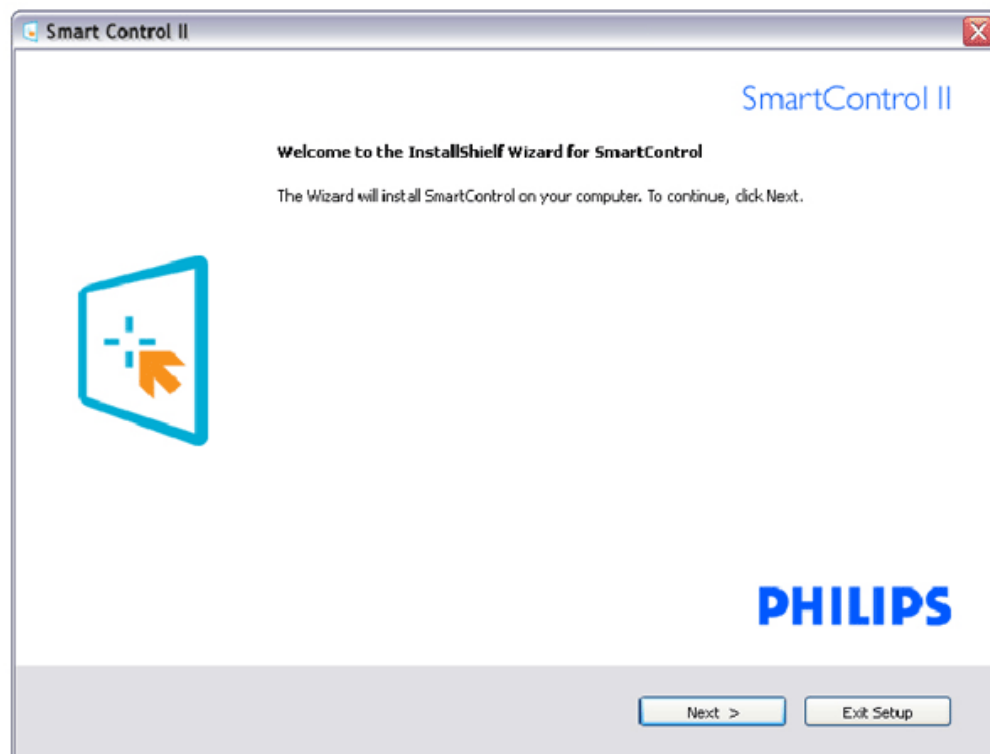 Smart Control II
SmartControl II
Welcome to the InstallShielf Wizard for SmartControl
The Wizard will install SmartControl on your computer. To continue, click Next.
PHILIPS
Next >
Exit Setup